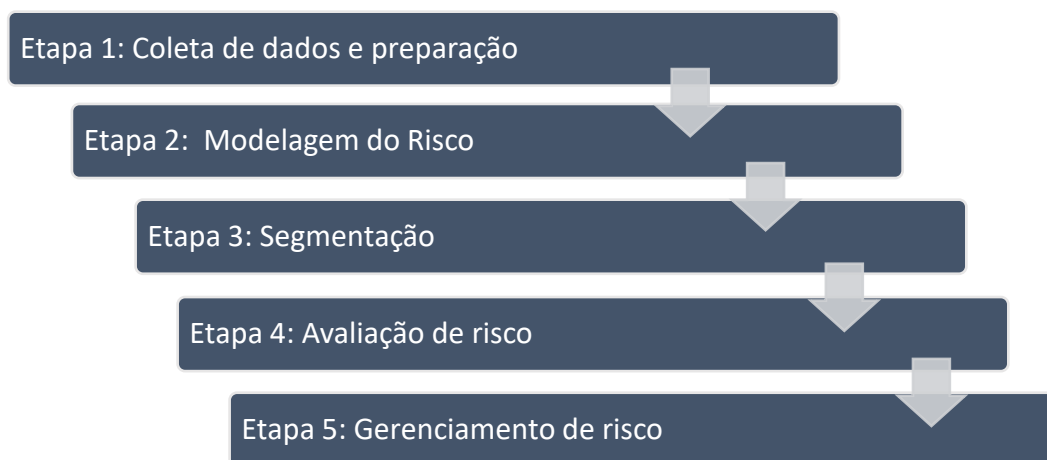 Etapa 1: Coleta de dados e preparação
Etapa 2:  Modelagem do Risco
Etapa 3: Segmentação
Etapa 4: Avaliação de risco
Etapa 5: Gerenciamento de risco